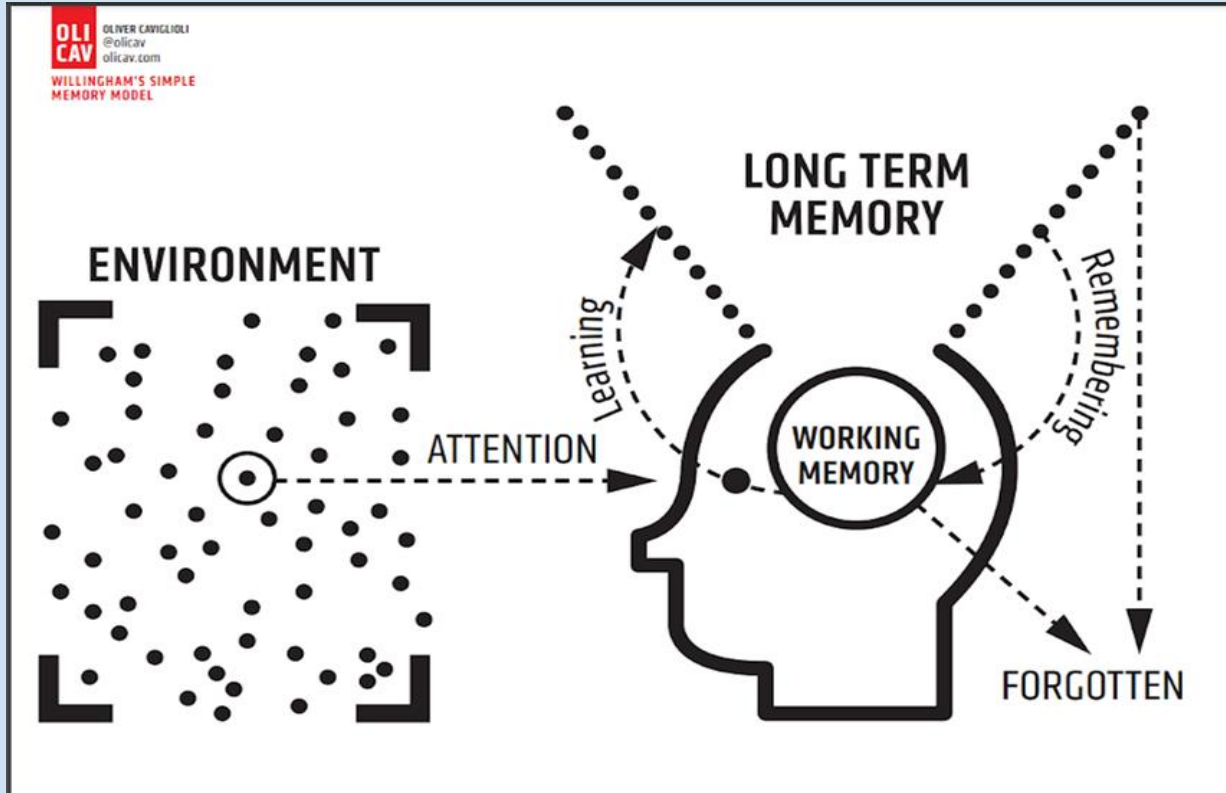 OLI
CAV
OLIVER CAVIGLIOLI
@olicav
olicav.com
WILLINGHAM'S SIMPLE
MEMORY MODEL
LONG TERM
MEMORY
ENVIRONMENT
Learning
Remembering
ATTENTION
WORKING
MEMORY
FORGOTTEN